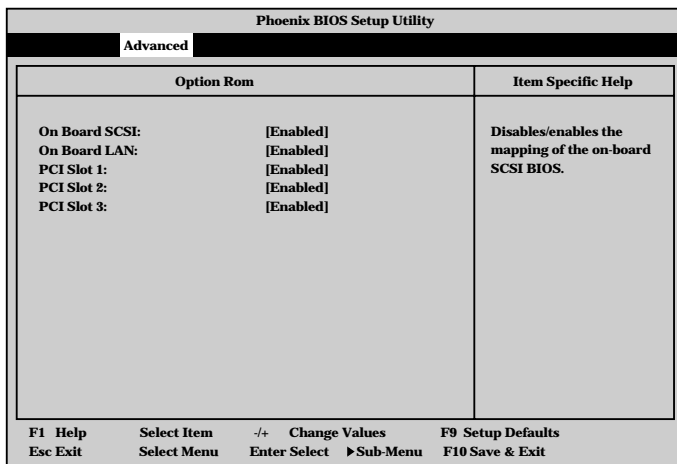 Phoenix BIOS Setup Utility
Advanced
Option Rom
Item Specific Help
On Board SCSI: [Enabled]
On Board LAN: [Enabled]
PCI Slot 1: [Enabled]
PCI Slot 2: [Enabled]
PCI Slot 3: [Enabled]
Disables/enables the
mapping of the on-board
SCSI BIOS.
F1 Help Select Item -/+ Change Values F9 Setup Defaults
Esc Exit Select Menu Enter Select ▶Sub-Menu F10 Save & Exit